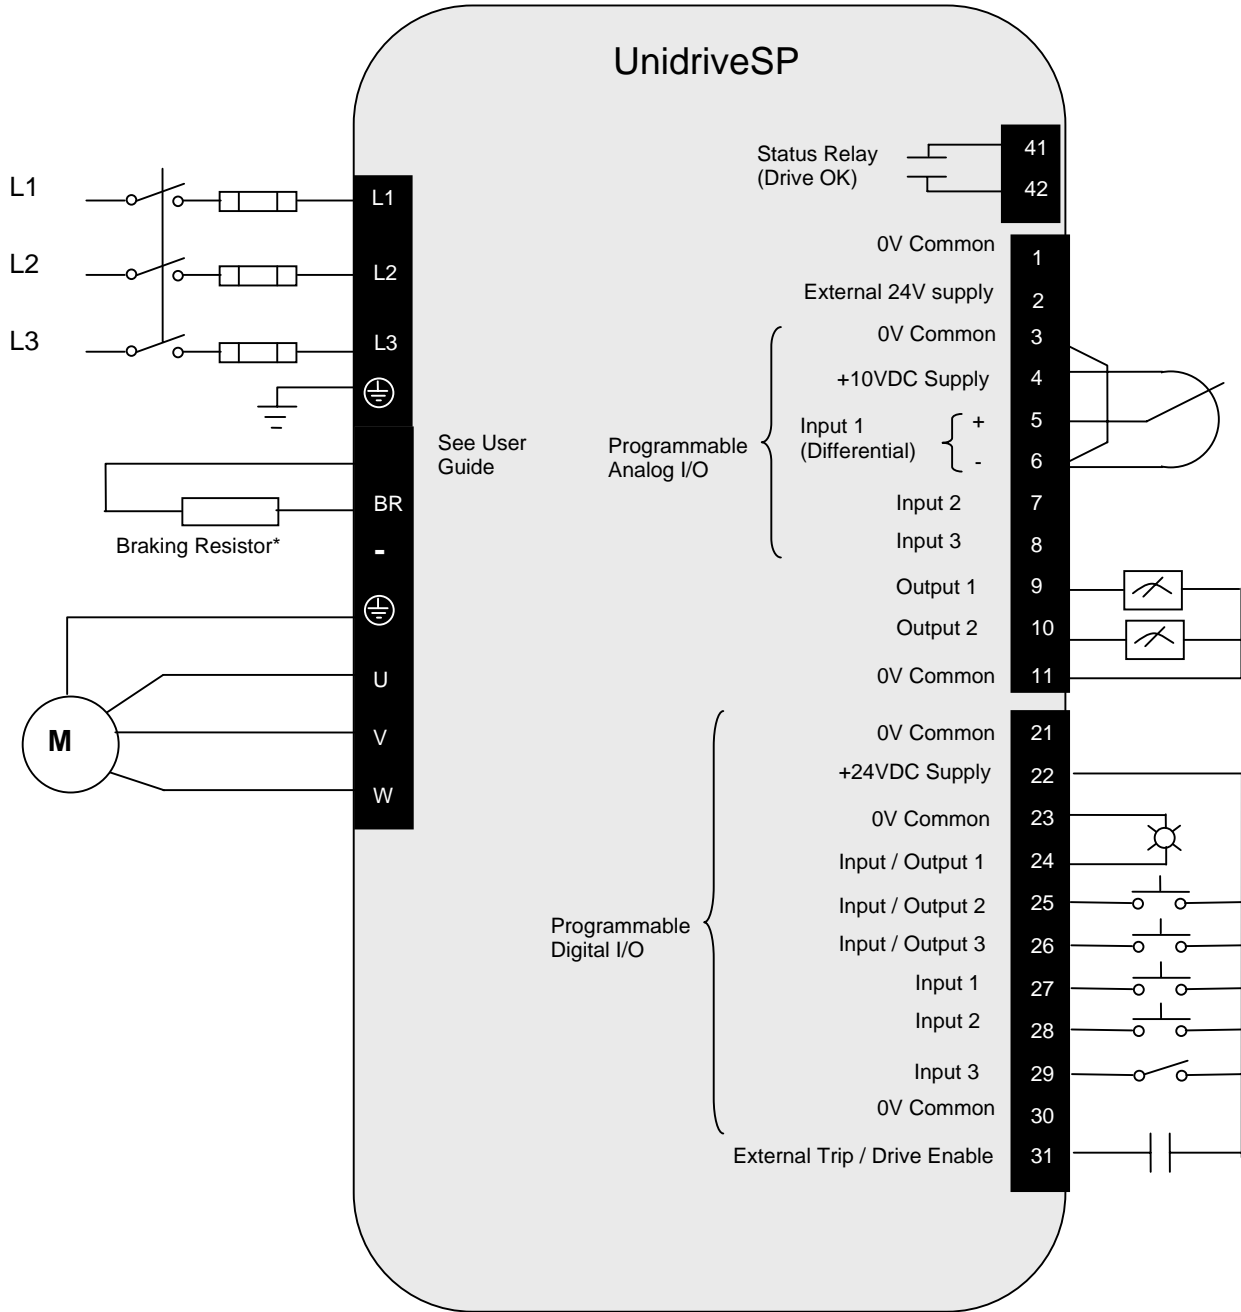 UnidriveSP
Status Relay
(Drive OK)
41
42
L1
L2
L3
L1
L2
L3
See User
Guide
BR
-
Braking Resistor*
U
V
W
M
0V Common 1
External 24V supply 2
0V Common 3
+10VDC Supply 4
Programmable
Analog I/O
Input 1
(Differential)
+ 5
- 6
Input 2 7
Input 3 8
Output 1 9
Output 2 10
0V Common 11
Programmable
Digital I/O
0V Common 21
+24VDC Supply 22
0V Common 23
Input / Output 1 24
Input / Output 2 25
Input / Output 3 26
Input 1 27
Input 2 28
Input 3 29
0V Common 30
External Trip / Drive Enable 31